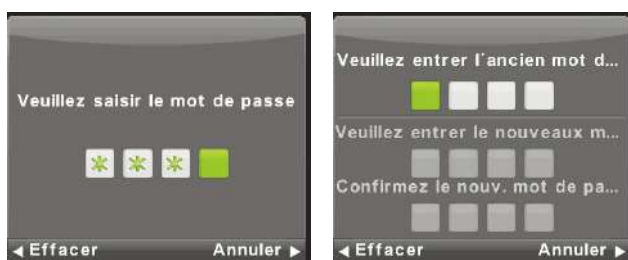 Veuillez saisir le mot de passe
◄ Effacer Annuler ►
Veuillez entrer l'ancien mot d...
Veuillez entrer le nouveaux m...
Confirmez le nouv. mot de pa...
◄ Effacer Annuler ►